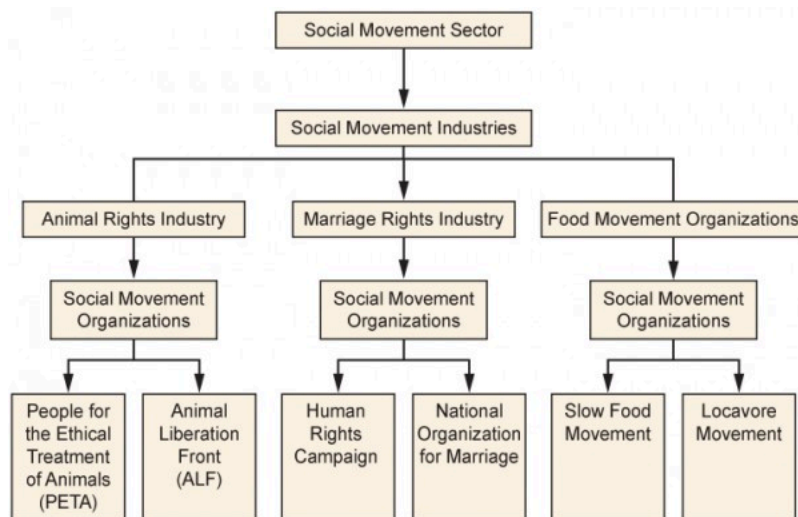 Social Movement Sector
Social Movement Industries
Animal Rights Industry
Marriage Rights Industry
Food Movement Organizations
Social Movement
Organizations
Social Movement
Organizations
Social Movement
Organizations
People for
the Ethical
Treatment
of Animals
(PETA)
Animal
Liberation
Front
(ALF)
Human
Rights
Campaign
National
Organization
for Marriage
Slow Food
Movement
Locavore
Movement